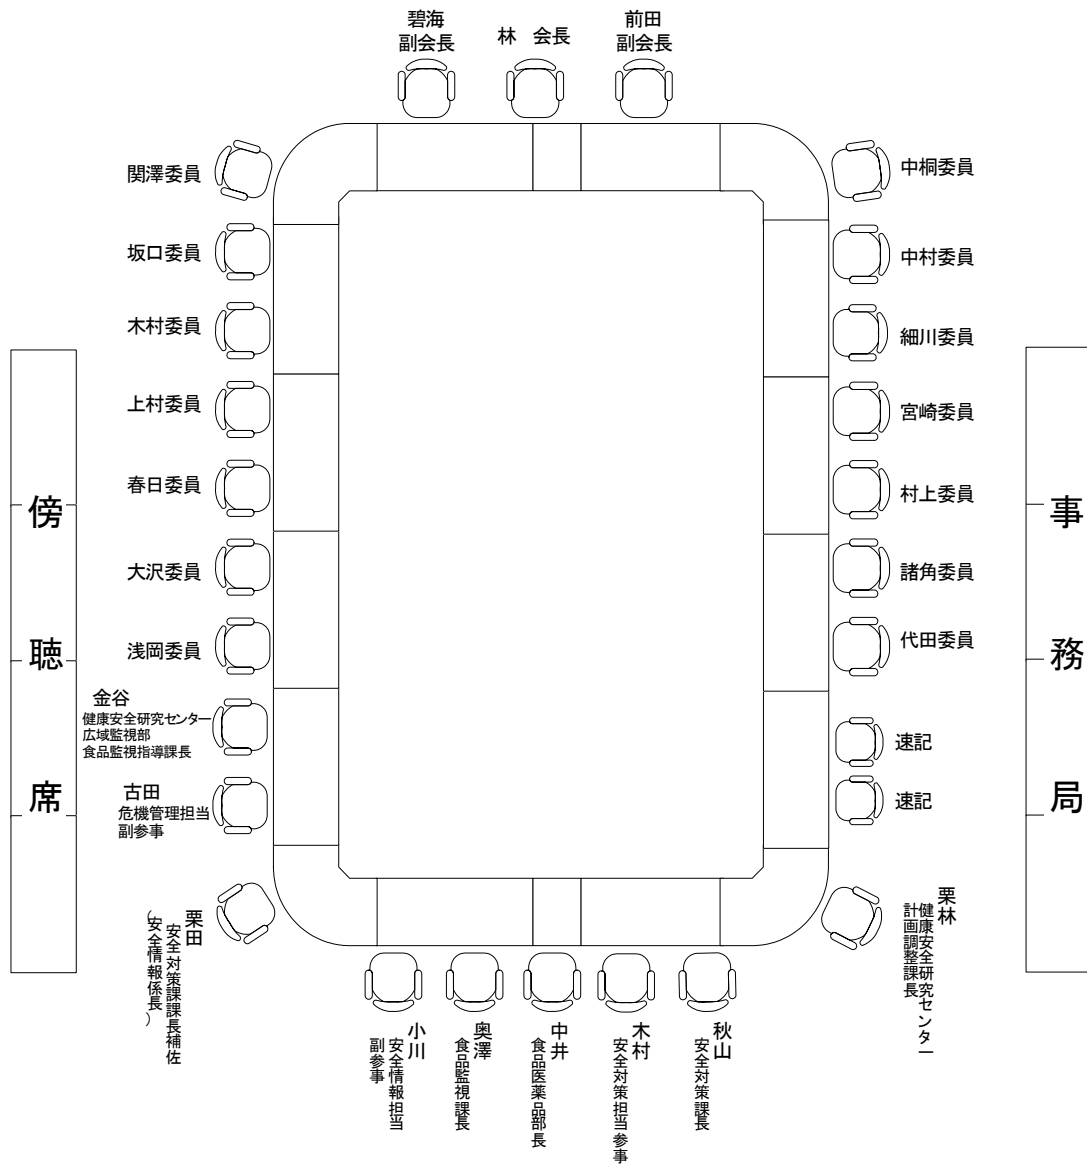 碧海
副会長
林　会長
前田
副会長
関澤委員
坂口委員
木村委員
上村委員
春日委員
大沢委員
浅岡委員
金谷
健康安全研究センター
広域監視部
食品監視指導課長
古田
危機管理担当
副参事
栗田
安全対策課課長補佐
（安全情報係長）
小川
安全情報担当
副参事
奥澤
食品監視課長
中井
食品医薬品部長
木村
安全対策担当参事
秋山
安全対策課長
栗林
健康安全研究センター
計画調整課長
中桐委員
中村委員
細川委員
宮崎委員
村上委員
諸角委員
代田委員
速記
速記
傍聴席
事務局